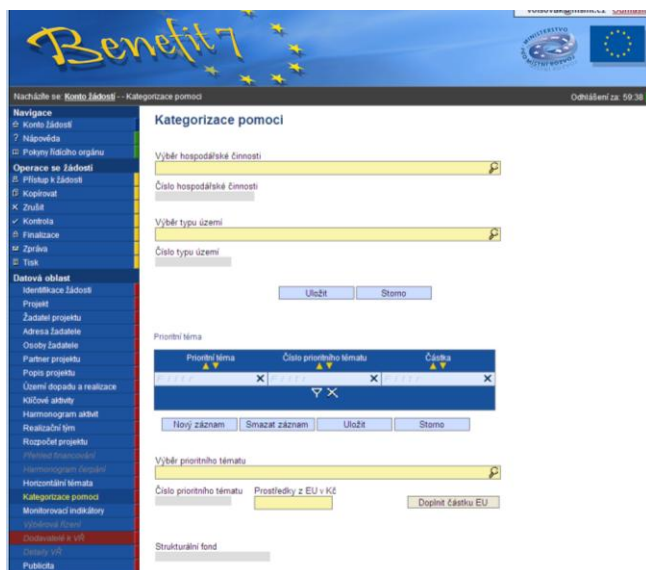 Benefit7
MINISTERSTVO
PRO MÍSTNÍ ROZVOJ
Nacházíte se: Konto žádostí - - Kategorizace pomoci
Odhlášení za: 59:38
Navigace
Konto žádostí
? Nápověda
Pokyny řídícího orgánu
Operace se žádostí
Přístup k žádosti
Kopírovat
Zrušit
Kontrola
Finalizace
Zpráva
Tisk
Datová oblast
Identifikace žádosti
Projekt
Žadatel projektu
Adresa žadatele
Osoby žadatele
Partner projektu
Popis projektu
Území dopadu a realizace
Klíčové aktivity
Harmonogram aktivit
Realizační tým
Rozpočet projektu
Přehled financování
Harmonogram čerpání
Horizontální témata
Kategorizace pomoci
Monitorovací indikátory
Výběrová řízení
Dodavatelé k VŘ
Detaily VŘ
Publicita
Kategorizace pomoci
Výběr hospodářské činnosti
Číslo hospodářské činnosti
Výběr typu území
Číslo typu území
Uložit
Storno
Prioritní téma
Prioritní téma
Číslo prioritního tématu
Částka
Nový záznam
Smazat záznam
Uložit
Storno
Výběr prioritního tématu
Číslo prioritního tématu
Prostředky z EU v Kč
Doplnit částku EU
Strukturální fond